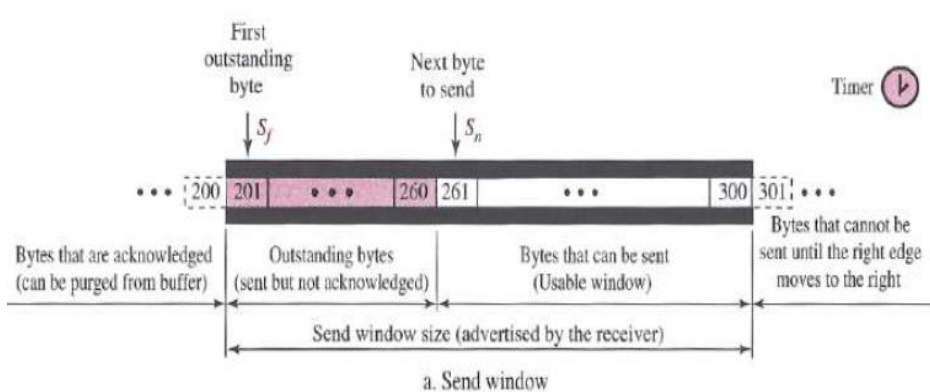 First
outstanding
byte
Next byte
to send
Timer
Sf
Sn
••• 200 201 ••• 260 261 ••• 300 301 •••
Bytes that are acknowledged
(can be purged from buffer)
Outstanding bytes
(sent but not acknowledged)
Bytes that can be sent
(Usable window)
Bytes that cannot be
sent until the right edge
moves to the right
Send window size (advertised by the receiver)
a. Send window